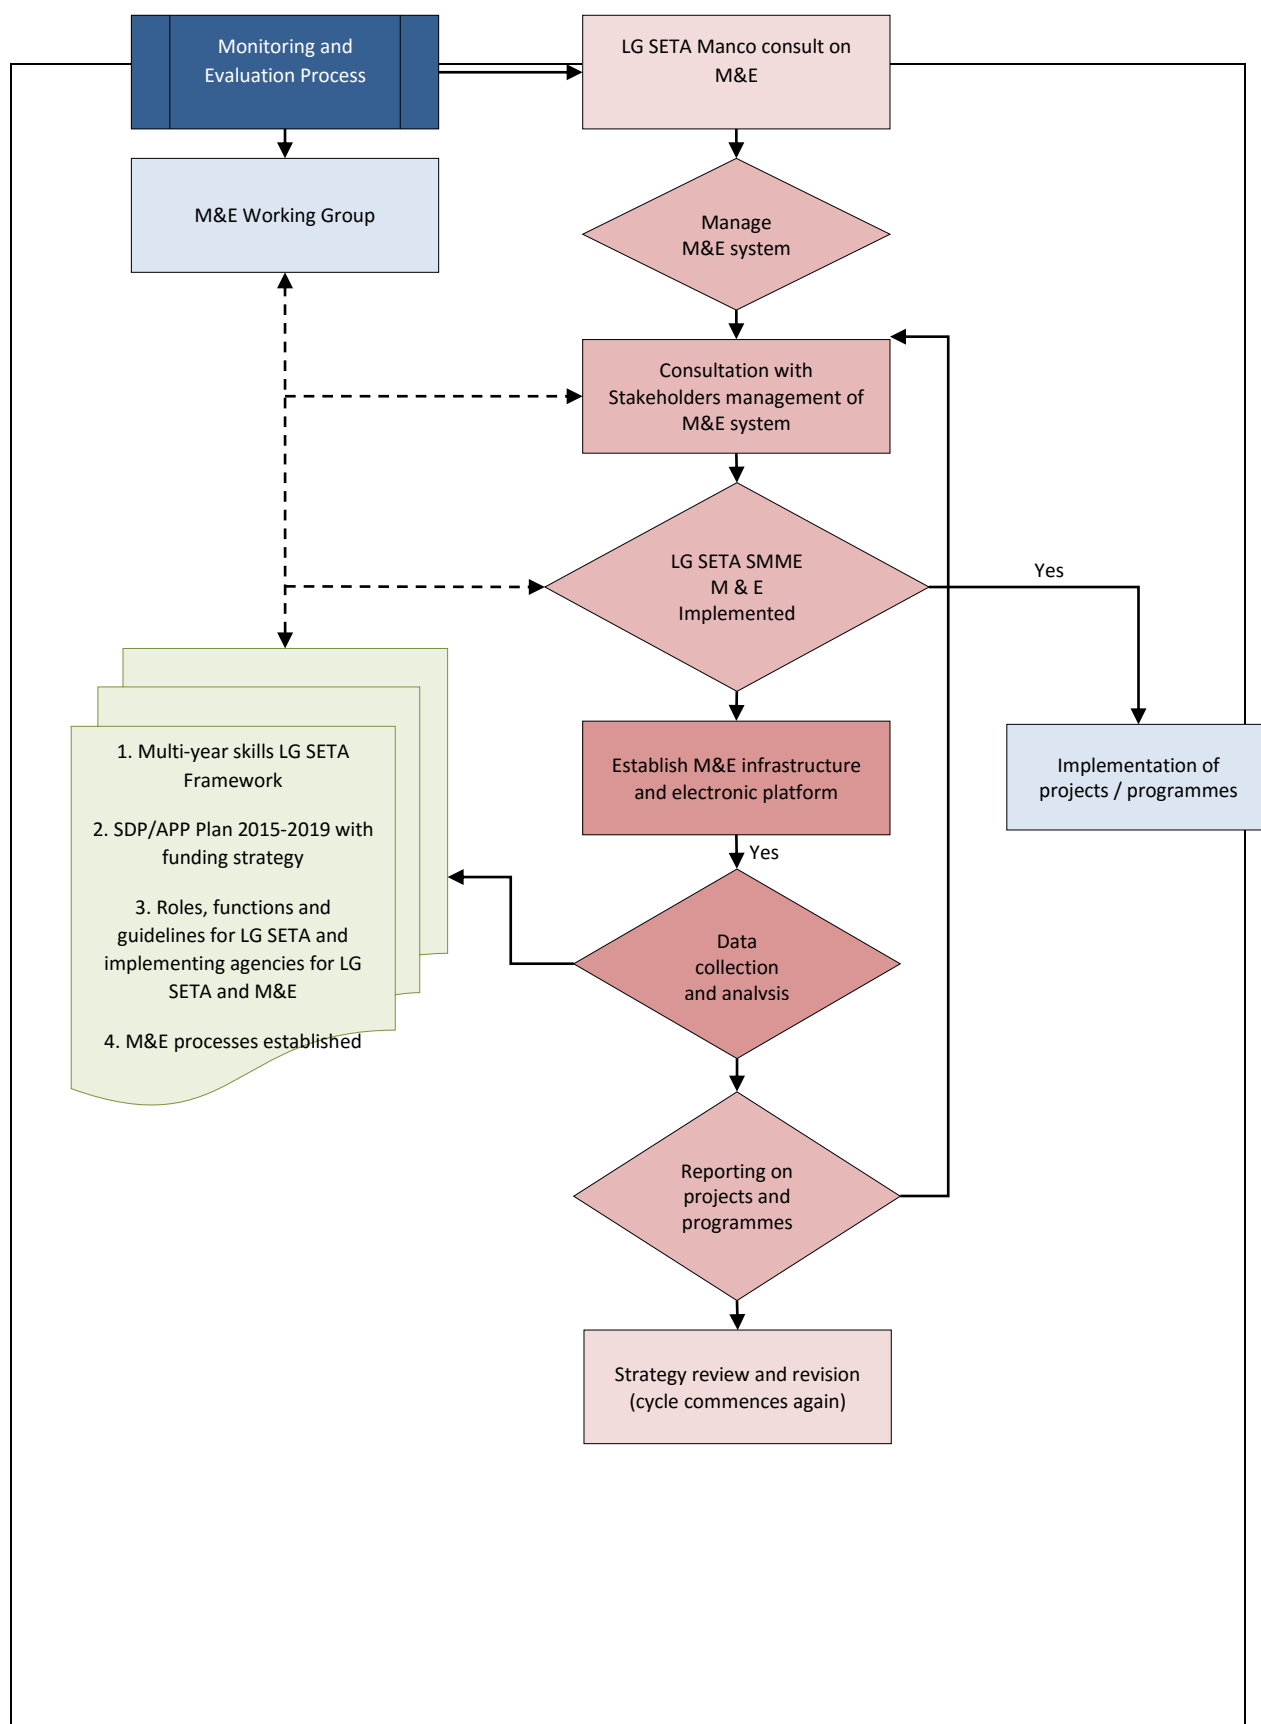 Monitoring and
Evaluation Process
LG SETA Manco consult on
M&E
M&E Working Group
Manage
M&E system
Consultation with
Stakeholders management of
M&E system
LG SETA SMME
M & E
Implemented
Yes
1. Multi-year skills LG SETA
Framework
2. SDP/APP Plan 2015-2019 with
funding strategy
3. Roles, functions and
guidelines for LG SETA and
implementing agencies for LG
SETA and M&E
4. M&E processes established
Establish M&E infrastructure
and electronic platform
Implementation of
projects / programmes
Yes
Data
collection
and analysis
Reporting on
projects and
programmes
Strategy review and revision
(cycle commences again)